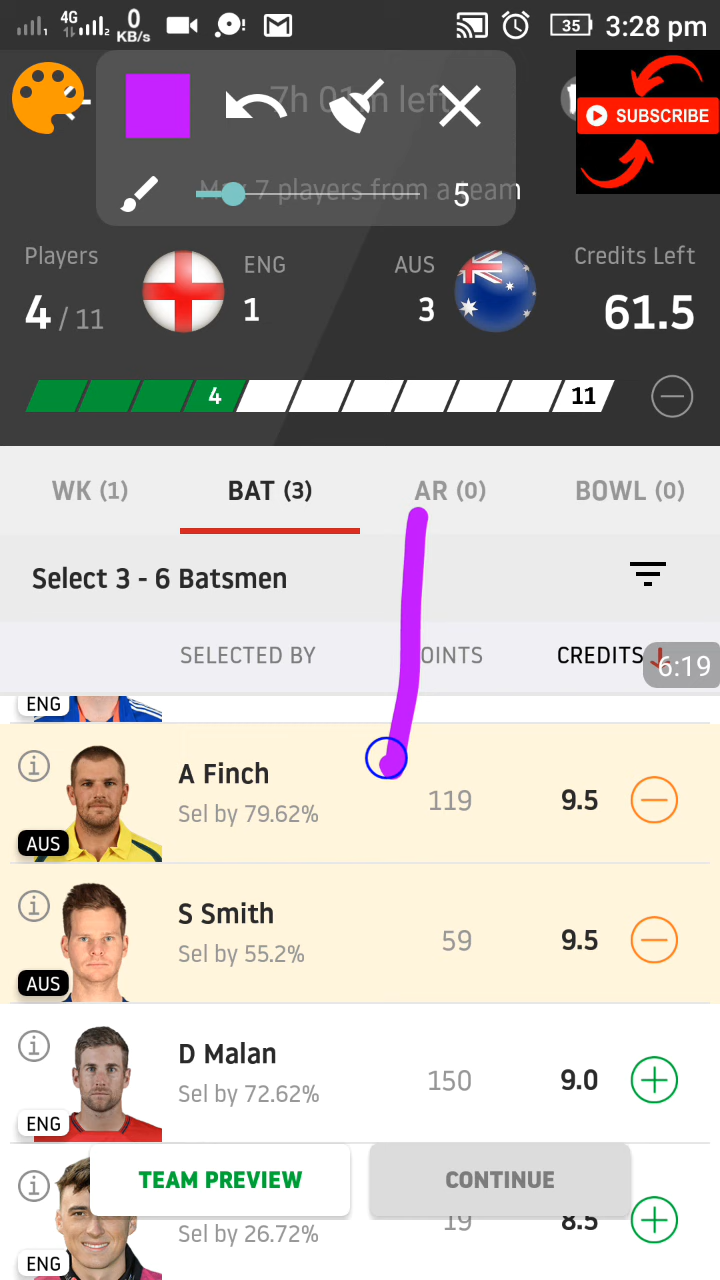 4G 0 KB/s 35 3:28 pm
7h 01m left
SUBSCRIBE
Max 7 players from a team 5
Players ENG AUS Credits Left
4 / 11 1 3 61.5
4 11
WK (1) BAT (3) AR (0) BOWL (0)
Select 3 - 6 Batsmen
SELECTED BY OINTS CREDITS
6:19
ENG
A Finch
Sel by 79.62% 119 9.5
AUS
S Smith
Sel by 55.2% 59 9.5
AUS
D Malan
Sel by 72.62% 150 9.0
ENG
TEAM PREVIEW CONTINUE
Sel by 26.72% 19 8.5
ENG